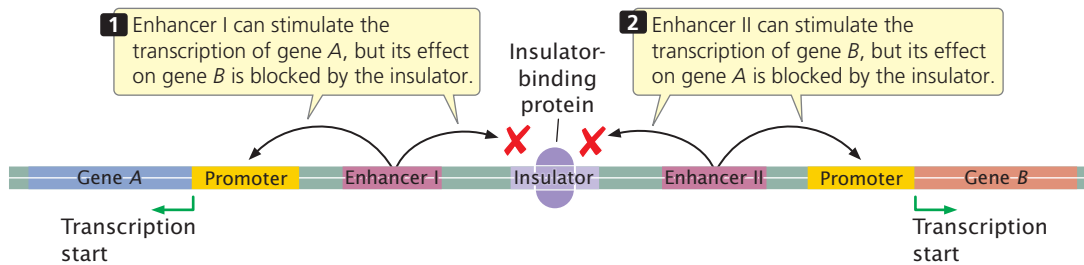 1 Enhancer I can stimulate the
transcription of gene A, but its effect
on gene B is blocked by the insulator.
Insulator-
binding
protein
2 Enhancer II can stimulate the
transcription of gene B, but its effect
on gene A is blocked by the insulator.
Gene A Promoter Enhancer I Insulator Enhancer II Promoter Gene B
Transcription
start
Transcription
start